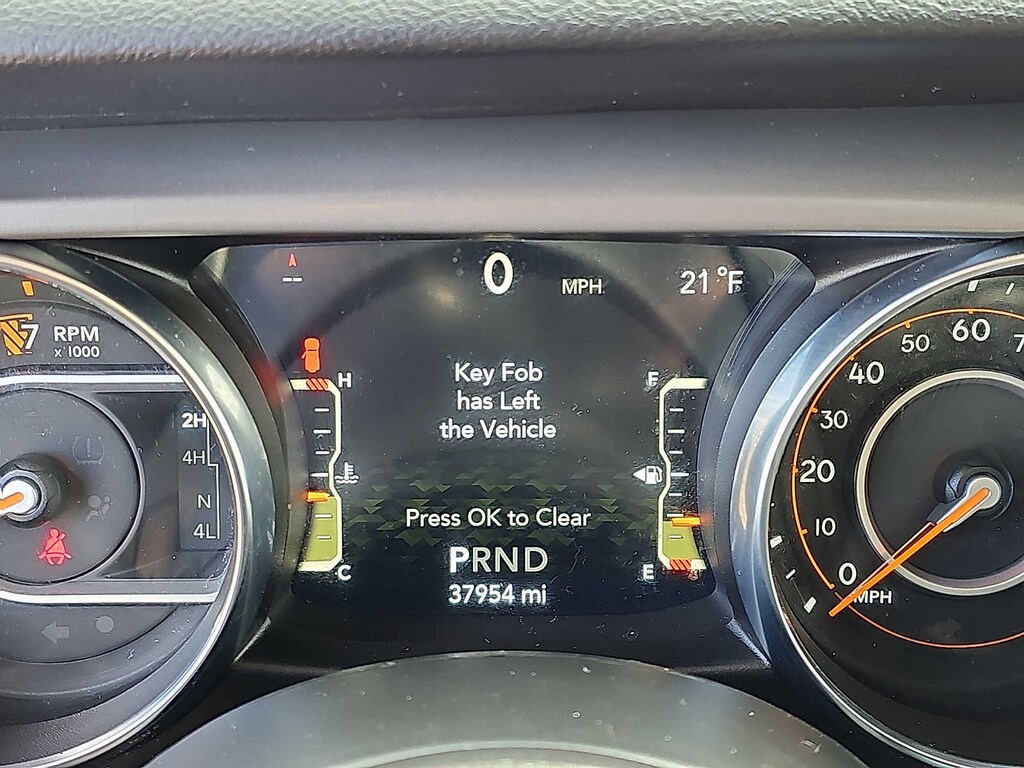 0 MPH 21°F
7 RPM
x1000
H
F
Key Fob
has Left
the Vehicle
2H
4H
N
4L
Press OK to Clear
C
E
PRND
37954 mi
60
50
40
30
20
10
0
MPH